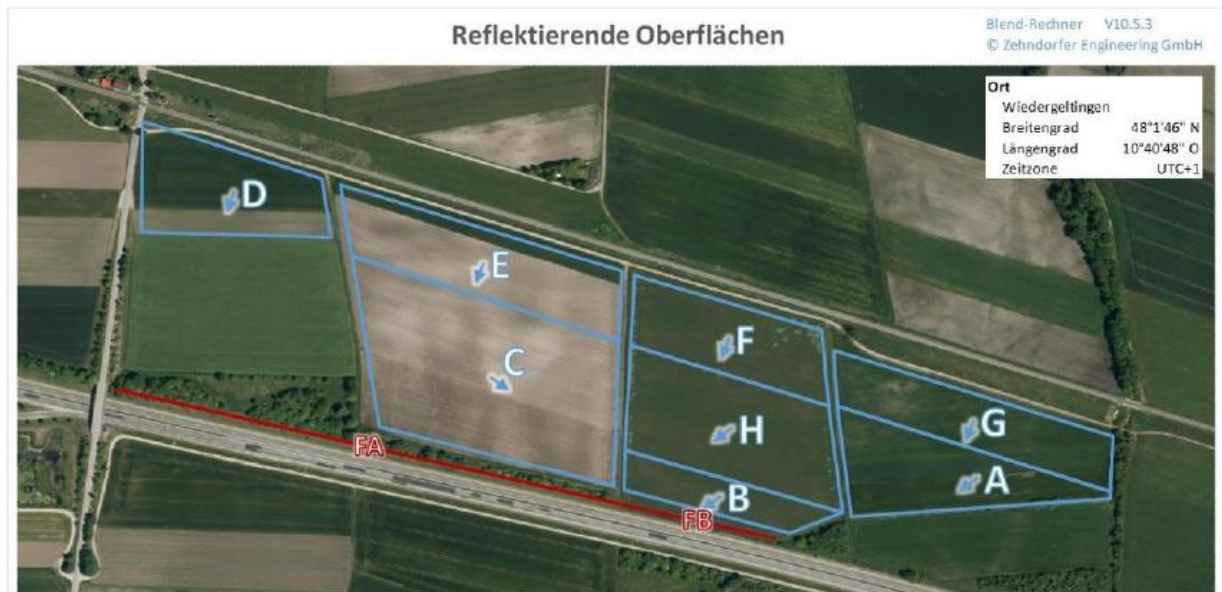 Reflektierende Oberflächen
Blend-Rechner V10.5.3
© Zehndorfer Engineering GmbH
Ort
Wiedergeltingen
Breitengrad 48°1'46" N
Längengrad 10°40'48" O
Zeitzone UTC+1
D
E
C
F
H
B
G
A
FA
FB